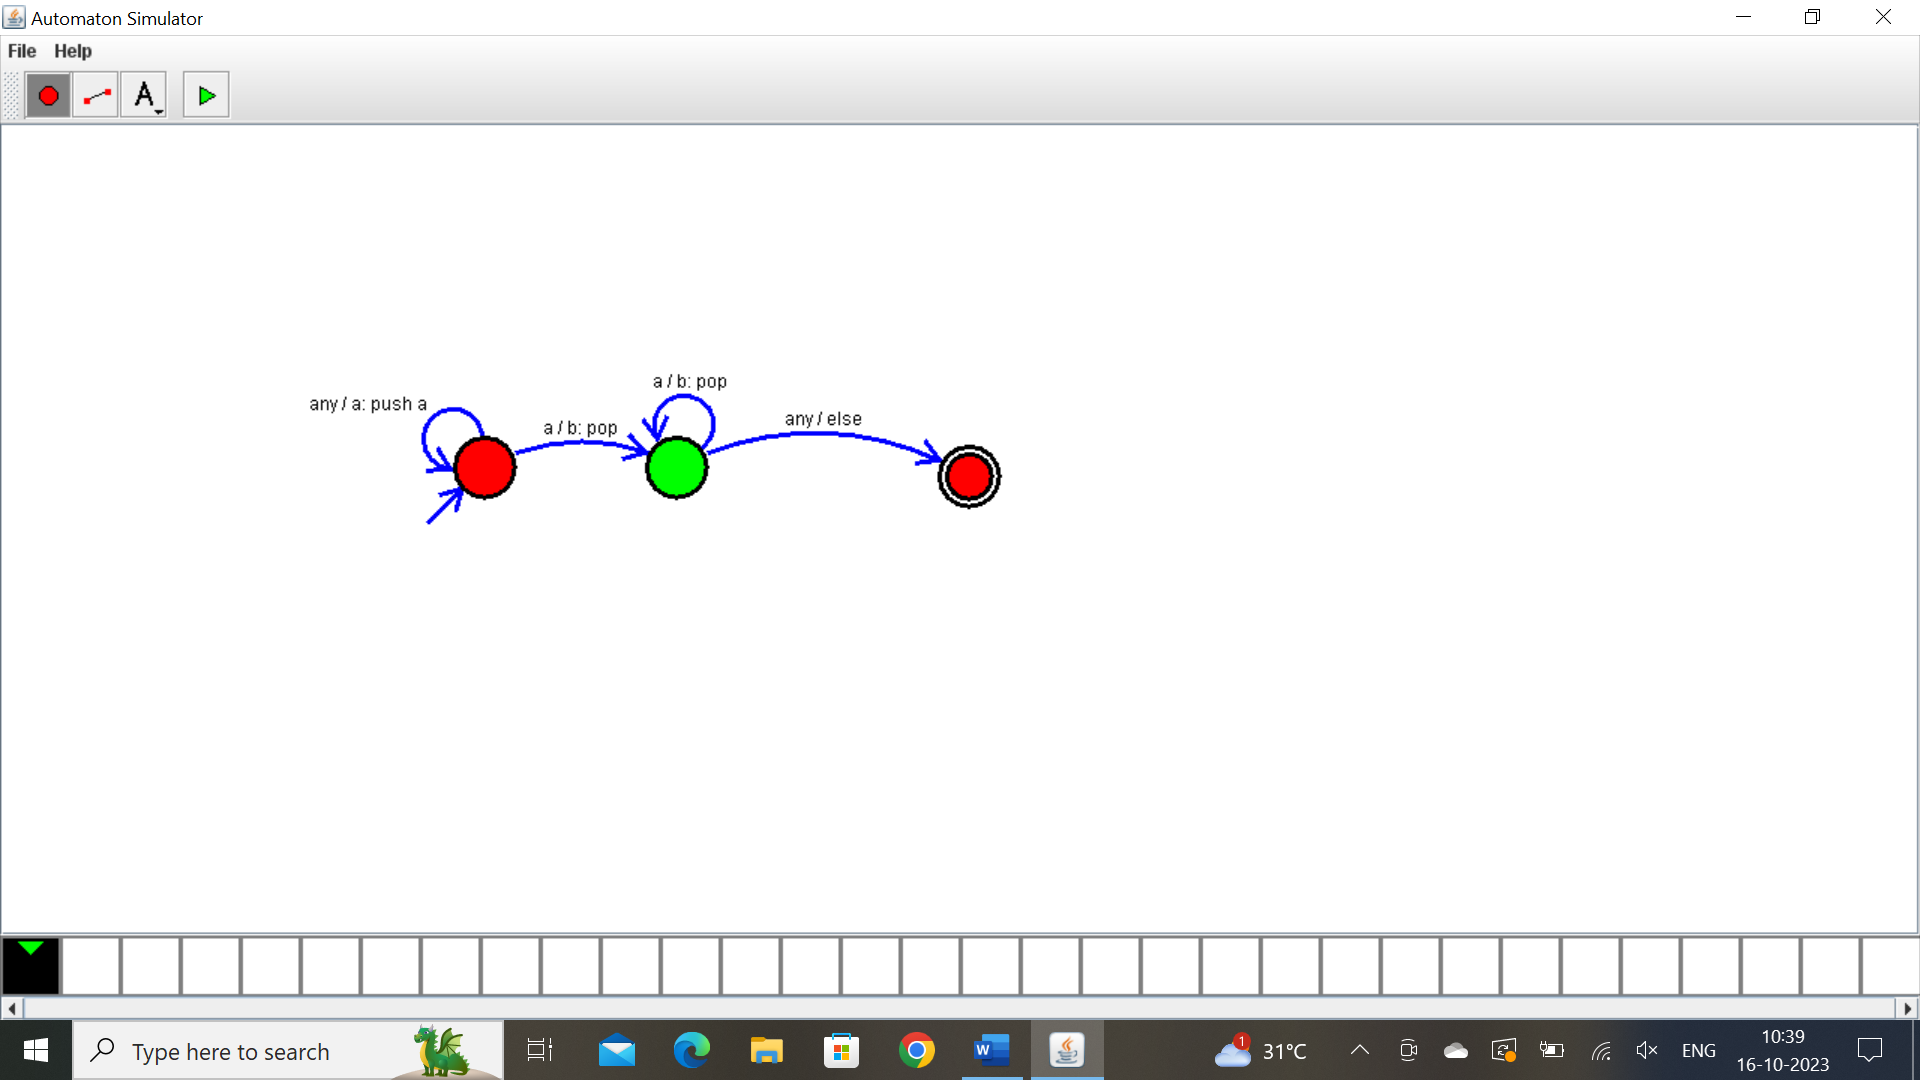 Automaton Simulator
File Help
A
a / b: pop
any / a: push a
a / b: pop
any / else
Type here to search
W
1
31°C
ENG
10:39
16-10-2023